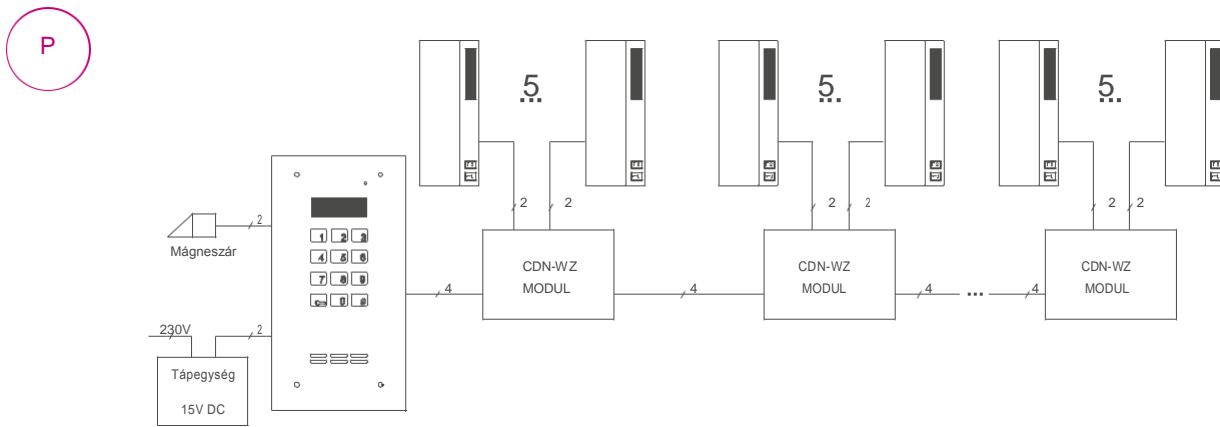 P
5...
5...
5...
2 2
2 2
2 2
2
Mágneszár
1 2 3
4 5 6
7 8 9
0 #
CDN-WZ
MODUL
CDN-WZ
MODUL
CDN-WZ
MODUL
4
4
4
...
4
230V
2
Tápegység
15V DC